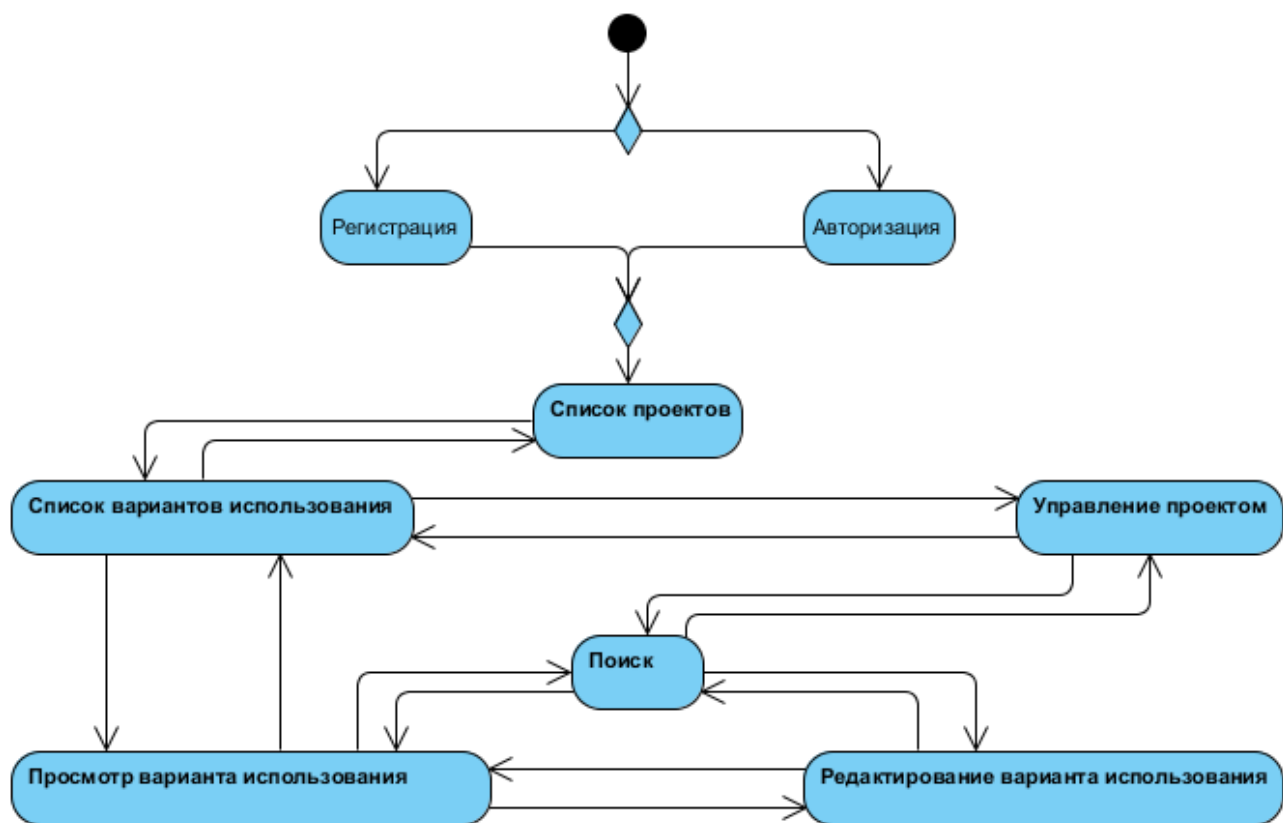 Регистрация
Авторизация
Список проектов
Список вариантов использования
Управление проектом
Поиск
Просмотр варианта использования
Редактирование варианта использования